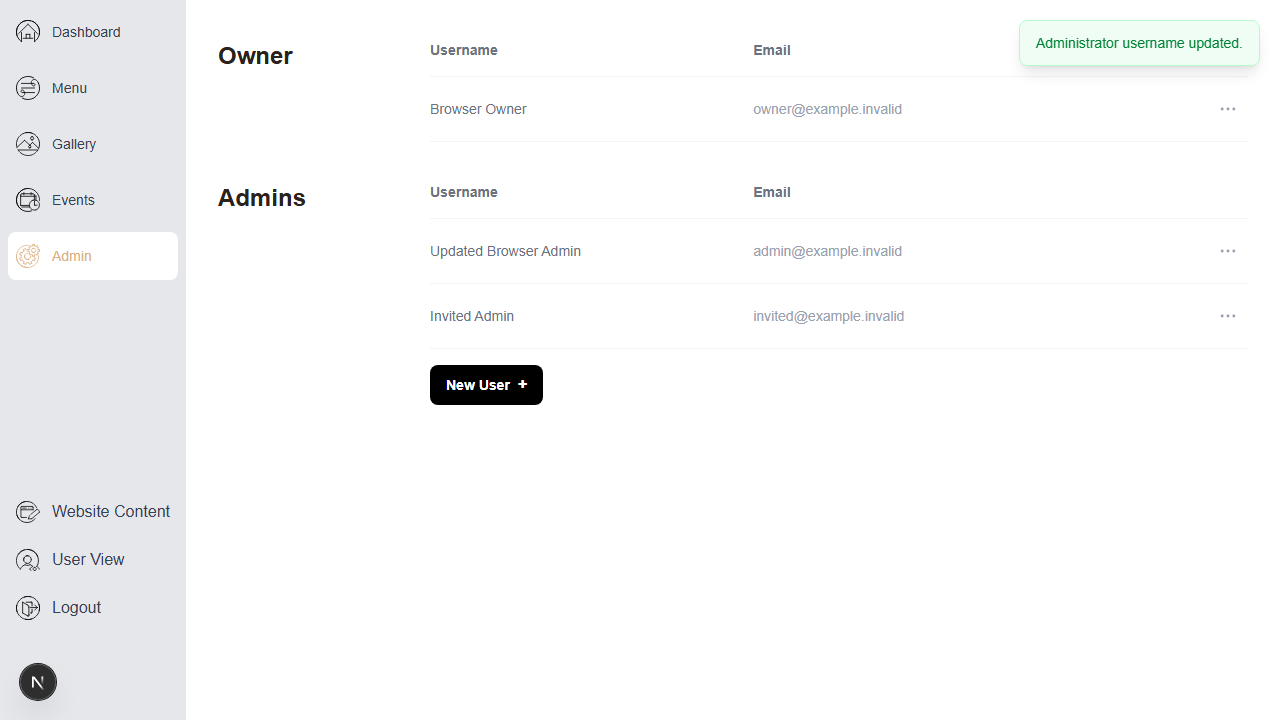 Dashboard
Menu
Gallery
Events
Admin
Website Content
User View
Logout
N
Owner
Username Email
Browser Owner owner@example.invalid ...
Admins
Username Email
Updated Browser Admin admin@example.invalid ...
Invited Admin invited@example.invalid ...
New User +
Administrator username updated.